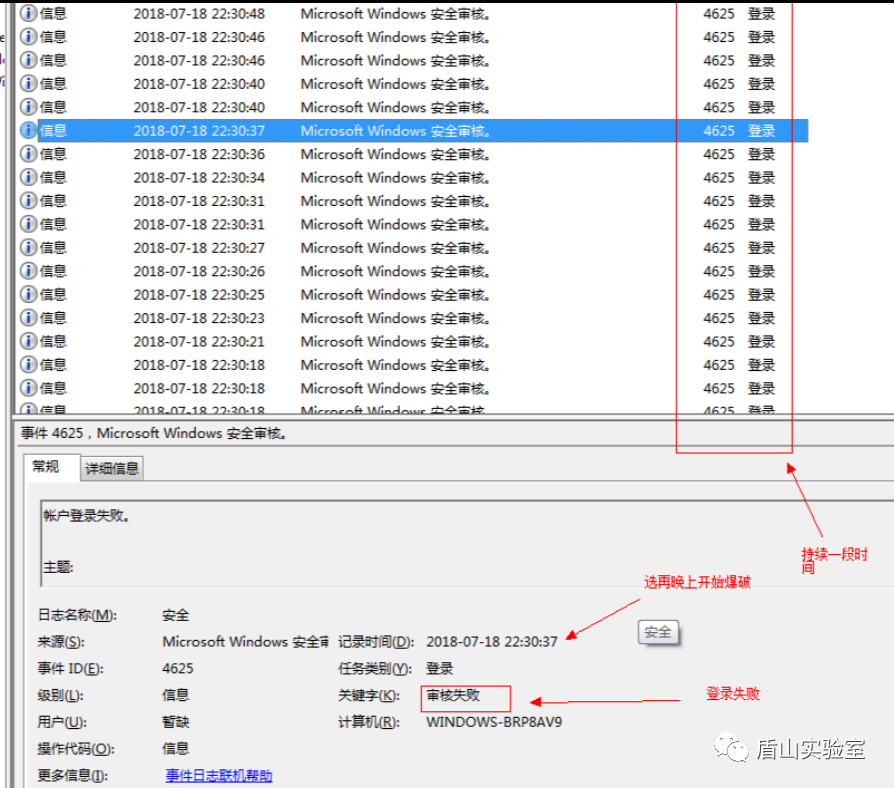 信息 2018-07-18 22:30:48 Microsoft Windows 安全审核。 4625 登录
信息 2018-07-18 22:30:46 Microsoft Windows 安全审核。 4625 登录
信息 2018-07-18 22:30:46 Microsoft Windows 安全审核。 4625 登录
信息 2018-07-18 22:30:40 Microsoft Windows 安全审核。 4625 登录
信息 2018-07-18 22:30:40 Microsoft Windows 安全审核。 4625 登录
信息 2018-07-18 22:30:37 Microsoft Windows 安全审核。 4625 登录
信息 2018-07-18 22:30:36 Microsoft Windows 安全审核。 4625 登录
信息 2018-07-18 22:30:34 Microsoft Windows 安全审核。 4625 登录
信息 2018-07-18 22:30:31 Microsoft Windows 安全审核。 4625 登录
信息 2018-07-18 22:30:31 Microsoft Windows 安全审核。 4625 登录
信息 2018-07-18 22:30:27 Microsoft Windows 安全审核。 4625 登录
信息 2018-07-18 22:30:26 Microsoft Windows 安全审核。 4625 登录
信息 2018-07-18 22:30:25 Microsoft Windows 安全审核。 4625 登录
信息 2018-07-18 22:30:23 Microsoft Windows 安全审核。 4625 登录
信息 2018-07-18 22:30:21 Microsoft Windows 安全审核。 4625 登录
信息 2018-07-18 22:30:18 Microsoft Windows 安全审核。 4625 登录
信息 2018-07-18 22:30:18 Microsoft Windows 安全审核。 4625 登录
信息 2018-07-18 22:30:18 Microsoft Windows 安全审核。 4625 登录
事件 4625，Microsoft Windows 安全审核。
常规 详细信息
帐户登录失败。
持续一段时
间
主题:
选再晚上开始爆破
日志名称(M): 安全
安全
来源(S): Microsoft Windows 安全审 记录时间(D): 2018-07-18 22:30:37
事件 ID(E): 4625 任务类别(Y): 登录
级别(L): 信息 关键字(K): 审核失败
登录失败
用户(U): 暂缺 计算机(R): WINDOWS-BRP8AV9
操作代码(O): 信息
盾山实验室
更多信息(I): 事件日志联机帮助